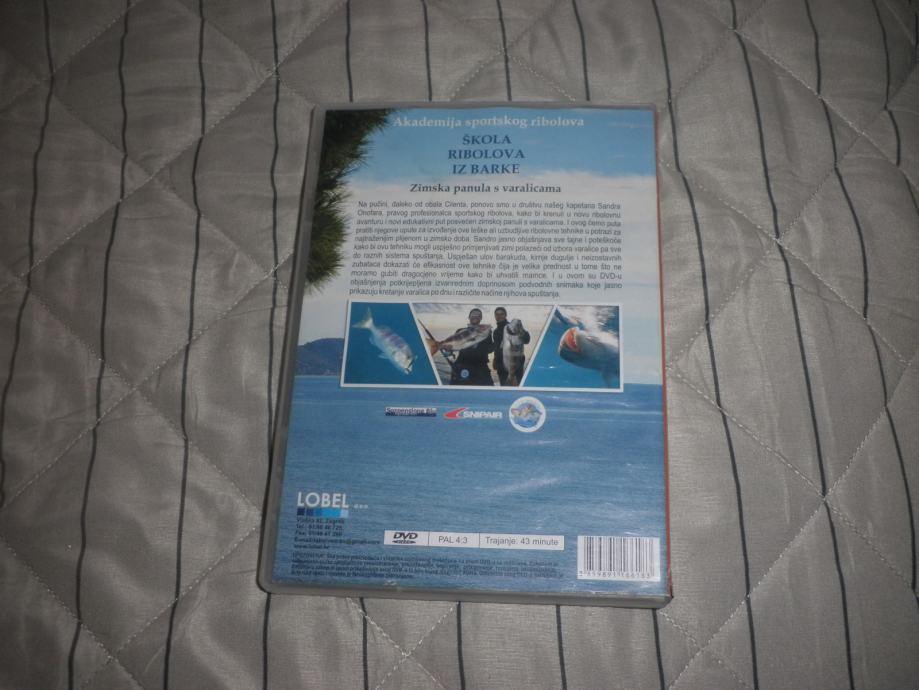 Akademija sportskog ribolova
ŠKOLA
RIBOLOVA
IZ BARKE
Zimska panula s varalicama
Na pučini, daleko od obala Cilenta, ponovo smo u društvu našeg kapetana Sandra
Onofara, pravog profesionalca sportskog ribolova, kako bi krenuli u novu ribolovnu
avanturu i novi edukativni put posvećen zimskoj panuli s varalicama. I ovog ćemo puta
pratiti njegove upute za izvođenje ove teške ali uzbudljive ribolovne tehnike u potrazi za
najtraženijim plijenom u zimsko doba. Sandro jasno objašnjava sve tajne i poteškoće
kako bi ovu tehniku mogli uspješno primjenjivati zimi polazeći od izbora varalice pa sve
do raznih sistema spuštanja. Uspješan ulov barakuda, kirnje dugulje i neizostavnih
zubataca dokazati će efikasnost ove tehnike čija je velika prednost u tome što ne
moramo gubiti dragocjeno vrijeme kako bi uhvatili mamce. I u ovom su DVD-u
objašnjenja potkrijepljena izvanrednim doprinosom podvodnih snimaka koje jasno
prikazuju kretanje varalica po dnu i različite načine njihova spuštanja.
SNIPAIR
LOBEL d.o.o.
Zagreb
www.lobel.hr
DVD PAL 4:3 Trajanje: 43 minute